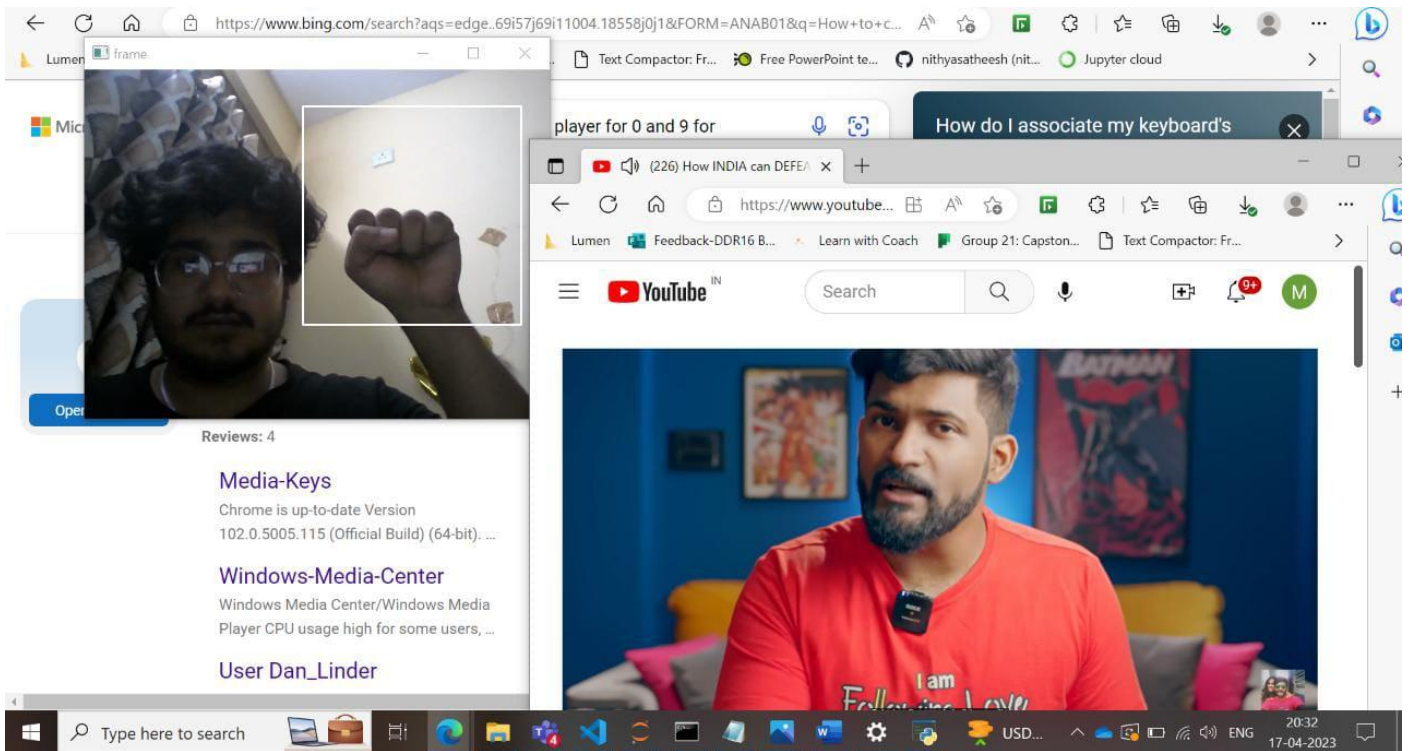 https://www.bing.com/search?aqs=edge..69i57j69i11004.18558j0j1&FORM=ANAB01&q=How+to+c...
Lumen
Text Compactor: Fr...
Free PowerPoint te...
nithyasatheesh (nit...
Jupyter cloud
frame
player for 0 and 9 for
How do I associate my keyboard's
(226) How INDIA can DEFEA
https://www.youtube...
Lumen
Feedback-DDR16 B...
Learn with Coach
Group 21: Capston...
Text Compactor: Fr...
YouTube IN
Search
9+
M
BATMAN
I am
Following Love
Reviews: 4
Media-Keys
Chrome is up-to-date Version
102.0.5005.115 (Official Build) (64-bit). ...
Windows-Media-Center
Windows Media Center/Windows Media
Player CPU usage high for some users, ...
User Dan_Linder
Type here to search
USD...
ENG
20:32
17-04-2023